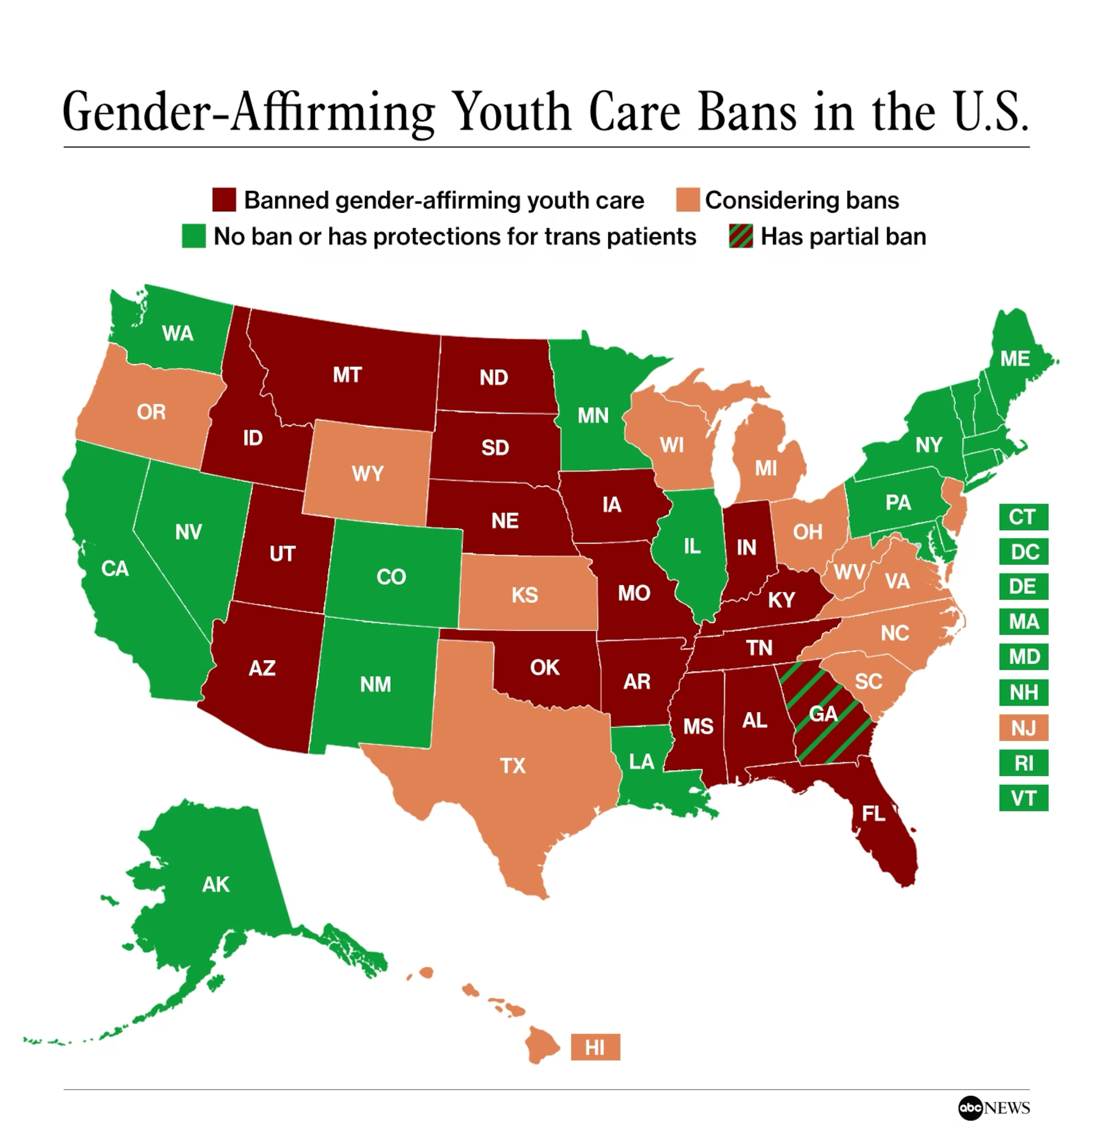 Gender-Affirming Youth Care Bans in the U.S.
Banned gender-affirming youth care Considering bans
No ban or has protections for trans patients Has partial ban
WA
MT
ND
ME
MN
OR
ID
SD
WI
NY
MI
WY
PA
IA
NE
CT
NV
OH
UT
IL
IN
DC
CA
CO
WV
VA
DE
KS
MO
KY
MA
NC
TN
MD
AZ
OK
NM
AR
SC
NH
GA
MS
AL
NJ
TX
LA
RI
VT
FL
AK
HI
abc NEWS